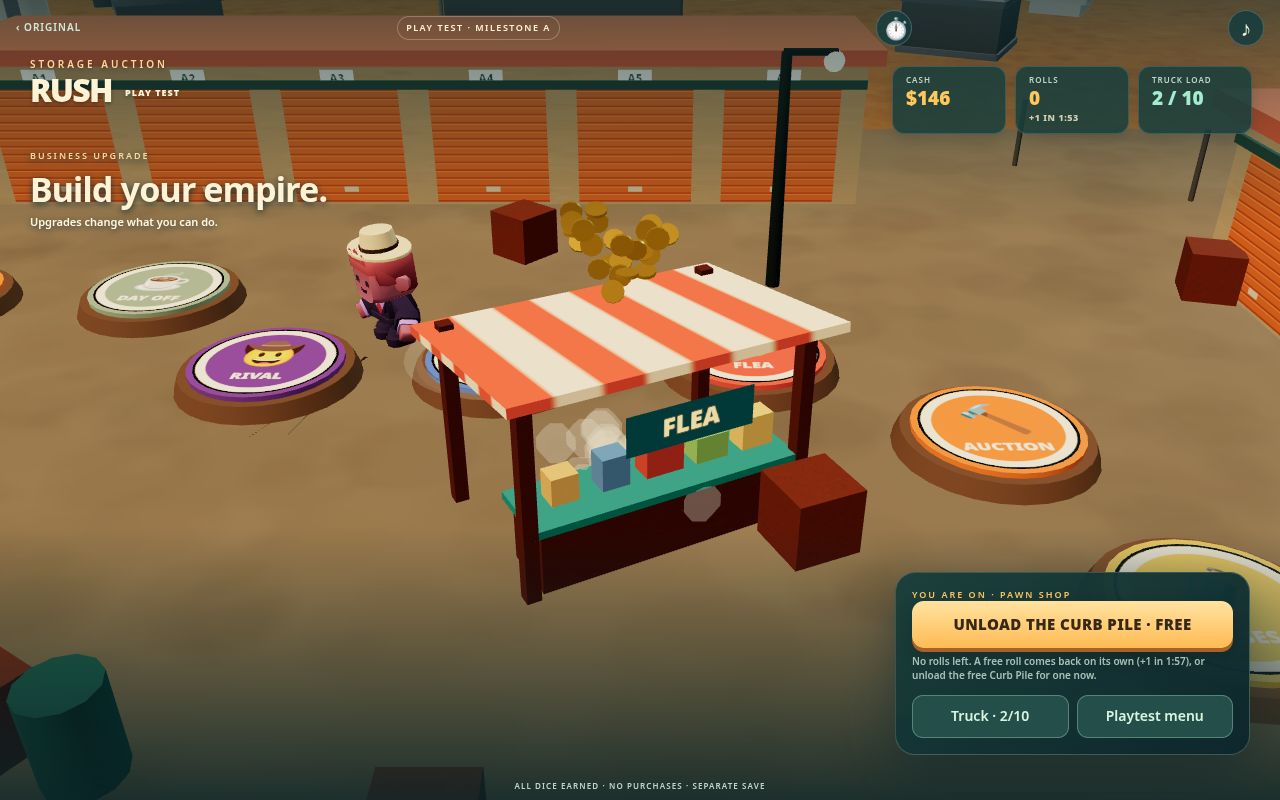 ‹ ORIGINAL
PLAY TEST · MILESTONE A
STORAGE AUCTION
RUSH PLAY TEST
A2
A3
A4
A5
CASH
$146
ROLLS
0
+1 IN 1:53
TRUCK LOAD
2 / 10
BUSINESS UPGRADE
Build your empire.
Upgrades change what you can do.
DAY OFF
RIVAL
FLEA
FLEA
AUCTION
YOU ARE ON · PAWN SHOP
UNLOAD THE CURB PILE · FREE
No rolls left. A free roll comes back on its own (+1 in 1:57), or
unload the free Curb Pile for one now.
Truck · 2/10
Playtest menu
ALL DICE EARNED · NO PURCHASES · SEPARATE SAVE